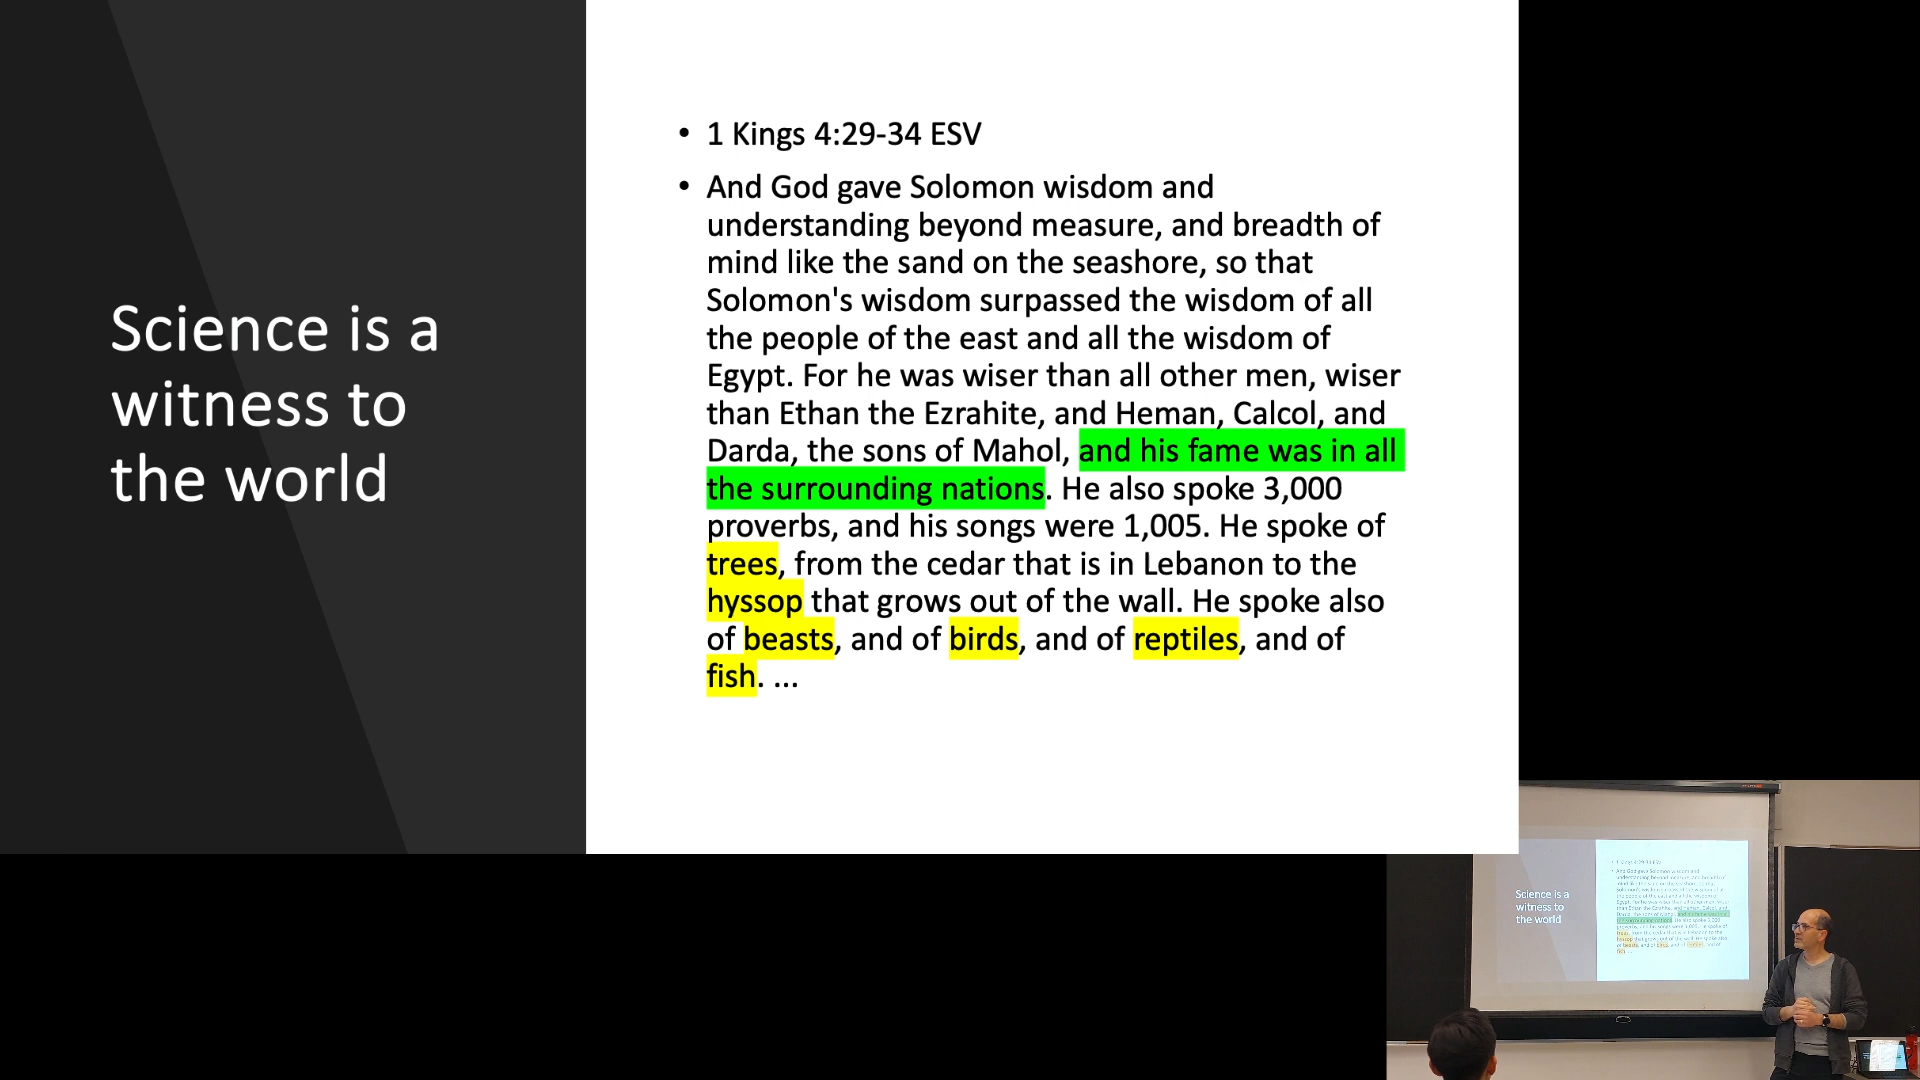 Science is a
witness to
the world
• 1 Kings 4:29-34 ESV
• And God gave Solomon wisdom and
understanding beyond measure, and breadth of
mind like the sand on the seashore, so that
Solomon's wisdom surpassed the wisdom of all
the people of the east and all the wisdom of
Egypt. For he was wiser than all other men, wiser
than Ethan the Ezrahite, and Heman, Calcol, and
Darda, the sons of Mahol, and his fame was in all
the surrounding nations. He also spoke 3,000
proverbs, and his songs were 1,005. He spoke of
trees, from the cedar that is in Lebanon to the
hyssop that grows out of the wall. He spoke also
of beasts, and of birds, and of reptiles, and of
fish. ...
Science is a
witness to
the world